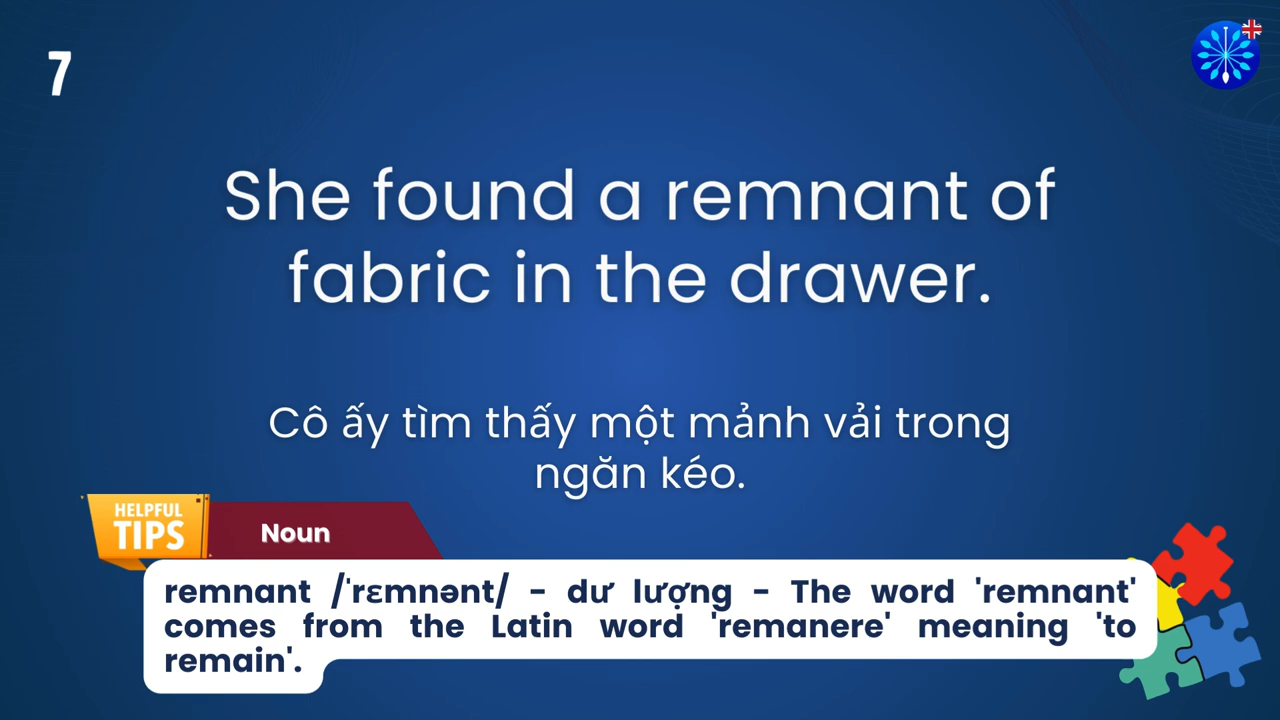 7
She found a remnant of
fabric in the drawer.
Cô ấy tìm thấy một mảnh vải trong
ngăn kéo.
HELPFUL
TIPS
Noun
remnant /ˈrɛmnənt/ - dư lượng - The word 'remnant'
comes from the Latin word 'remanere' meaning 'to
remain'.